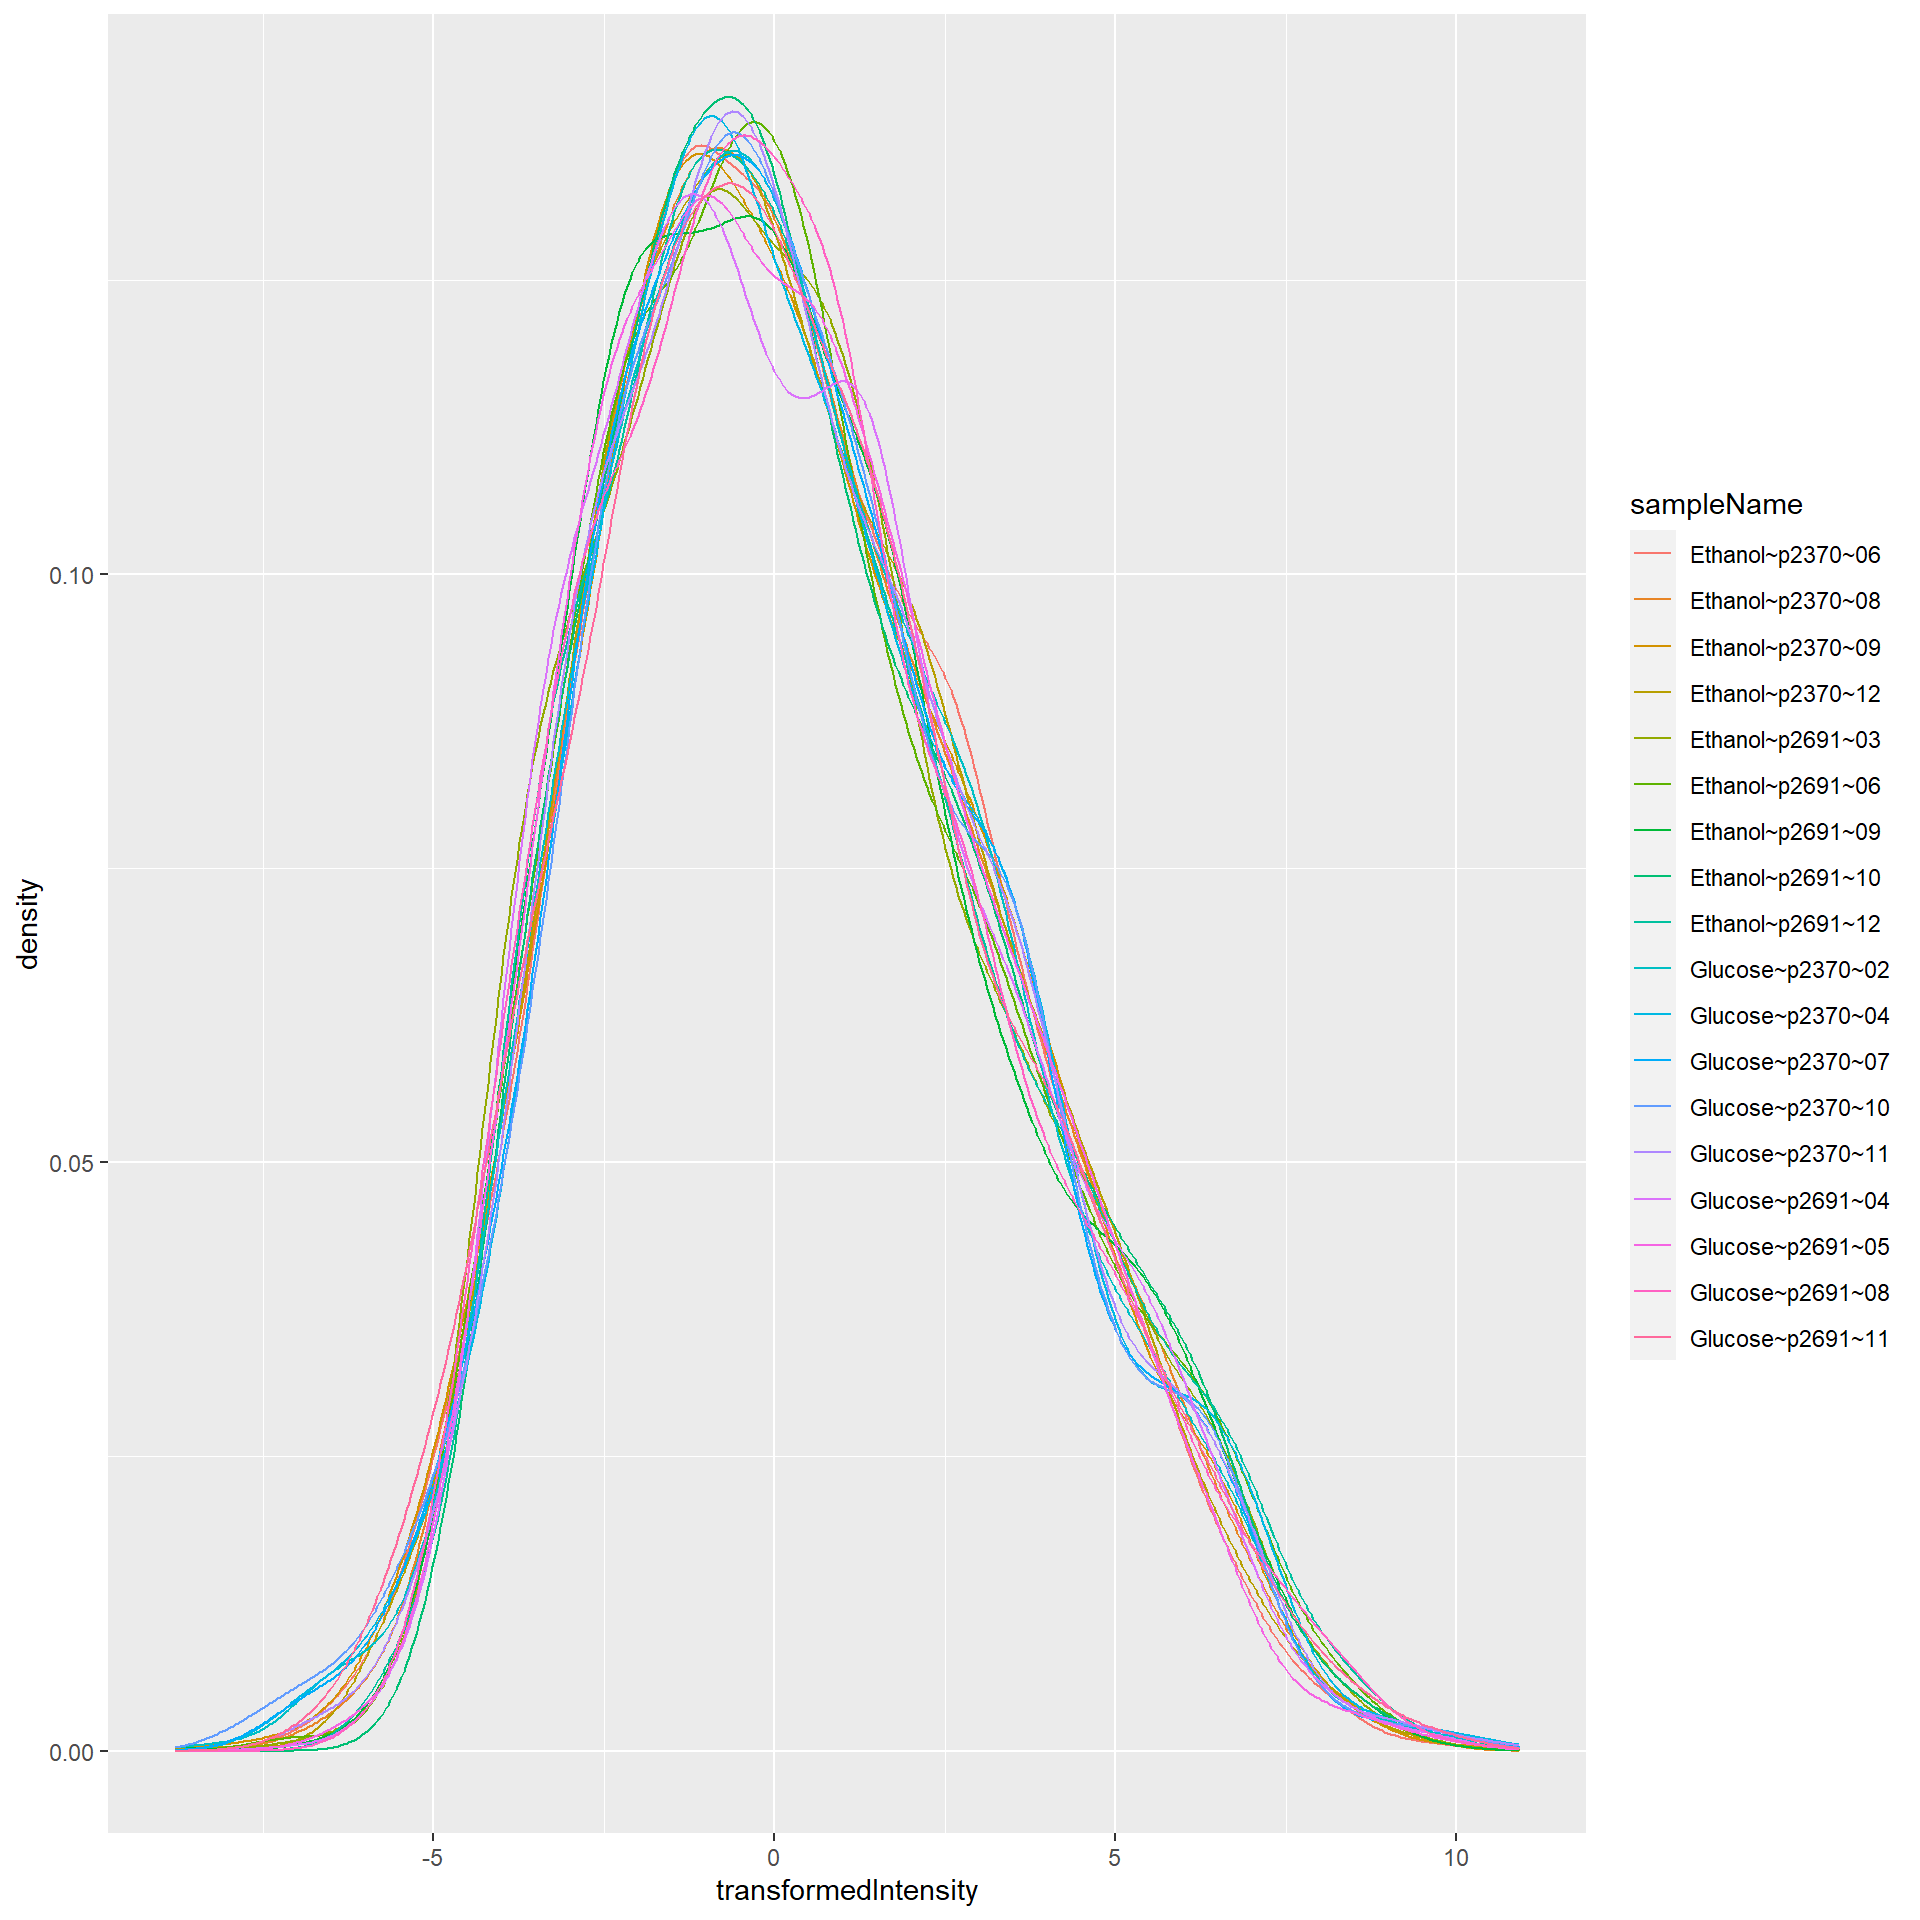 density
0.10
0.05
0.00
-5
0
5
10
transformedIntensity
sampleName
Ethanol~p2370~06
Ethanol~p2370~08
Ethanol~p2370~09
Ethanol~p2370~12
Ethanol~p2691~03
Ethanol~p2691~06
Ethanol~p2691~09
Ethanol~p2691~10
Ethanol~p2691~12
Glucose~p2370~02
Glucose~p2370~04
Glucose~p2370~07
Glucose~p2370~10
Glucose~p2370~11
Glucose~p2691~04
Glucose~p2691~05
Glucose~p2691~08
Glucose~p2691~11